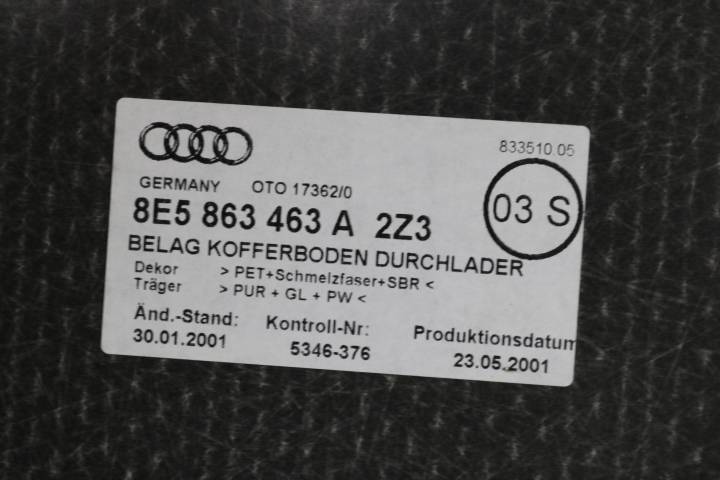 833510.05
GERMANY OTO 17362/0
03 S
8E5 863 463 A 2Z3
BELAG KOFFERBODEN DURCHLADER
Dekor > PET+Schmelzfaser+SBR <
Träger > PUR + GL + PW <
Änd.-Stand: Kontroll-Nr: Produktionsdatum
30.01.2001 5346-376 23.05.2001